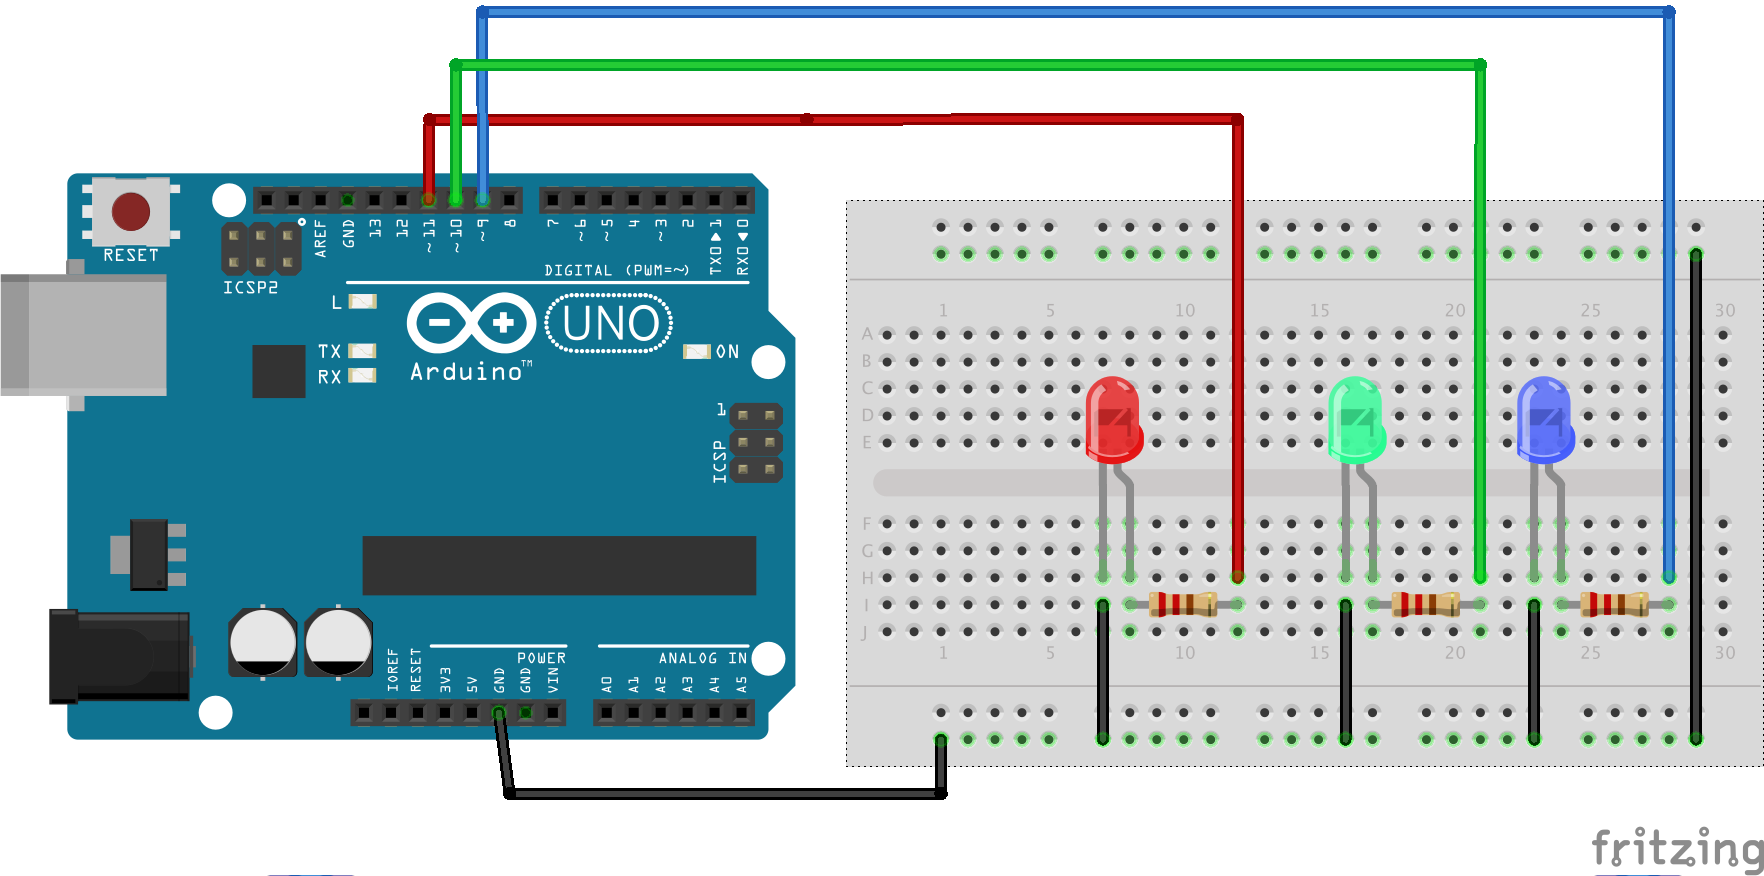 RESET
ICSP2
AREF
GND
13
12
~11
~10
~9
8
7
~6
~5
4
~3
2
TX0▶1
RX0◀0
DIGITAL (PWM=~)
L
TX
RX
Arduino™
UNO
ON
1
ICSP
IOREF
RESET
3V3
5V
GND
GND
VIN
POWER
ANALOG IN
A0
A1
A2
A3
A4
A5
1 5 10 15 20 25 30
A
B
C
D
E
F
G
H
I
J
1 5 10 15 20 25 30
fritzing